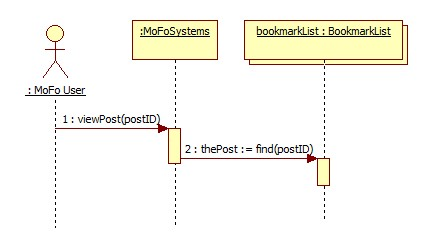 :MoFoSystems
bookmarkList : BookmarkList
: MoFo User
1 : viewPost(postID)
2 : thePost := find(postID)